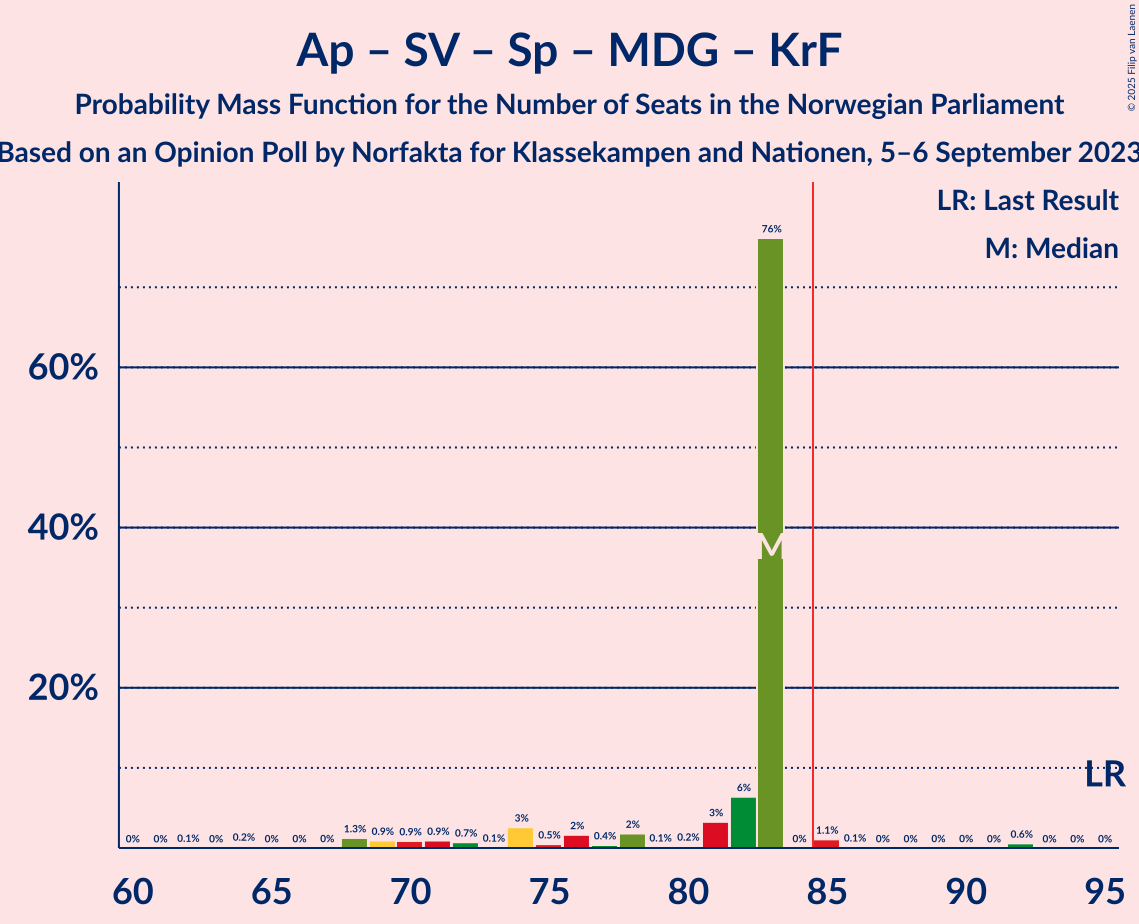 Ap – SV – Sp – MDG – KrF
Probability Mass Function for the Number of Seats in the Norwegian Parliament
Based on an Opinion Poll by Norfakta for Klassekampen and Nationen, 5–6 September 2023
© 2025 Filip van Laenen
LR: Last Result
M: Median
60%
40%
20%
0% 0% 0.1% 0% 0.2% 0% 0% 0% 1.3% 0.9% 0.9% 0.9% 0.7% 0.1% 3% 0.5% 2% 0.4% 2% 0.1% 0.2% 3% 6% 76% 0% 1.1% 0.1% 0% 0% 0% 0% 0% 0.6% 0% 0% 0%
M
LR
60 65 70 75 80 85 90 95